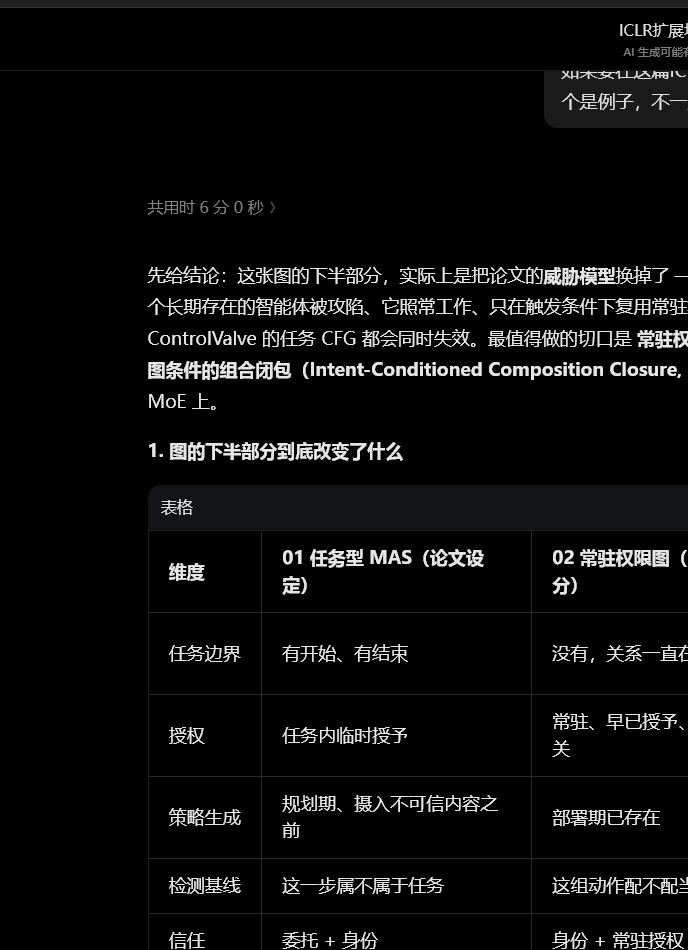 ICLR扩展
AI 生成可能
个是例子，不一
共用时 6 分 0 秒 〉
先给结论：这张图的下半部分，实际上是把论文的威胁模型换掉了 一
个长期存在的智能体被攻陷、它照常工作、只在触发条件下复用常驻
ControlValve 的任务 CFG 都会同时失效。最值得做的切口是 常驻权
图条件的组合闭包（Intent-Conditioned Composition Closure,
MoE 上。
1. 图的下半部分到底改变了什么
表格
维度
01 任务型 MAS（论文设定）
02 常驻权限图（
分）
任务边界
有开始、有结束
没有，关系一直在
授权
任务内临时授予
常驻、早已授予、
关
策略生成
规划期、摄入不可信内容之前
部署期已存在
检测基线
这一步属不属于任务
这组动作配不配当
信任
委托 + 身份
身份 + 常驻授权